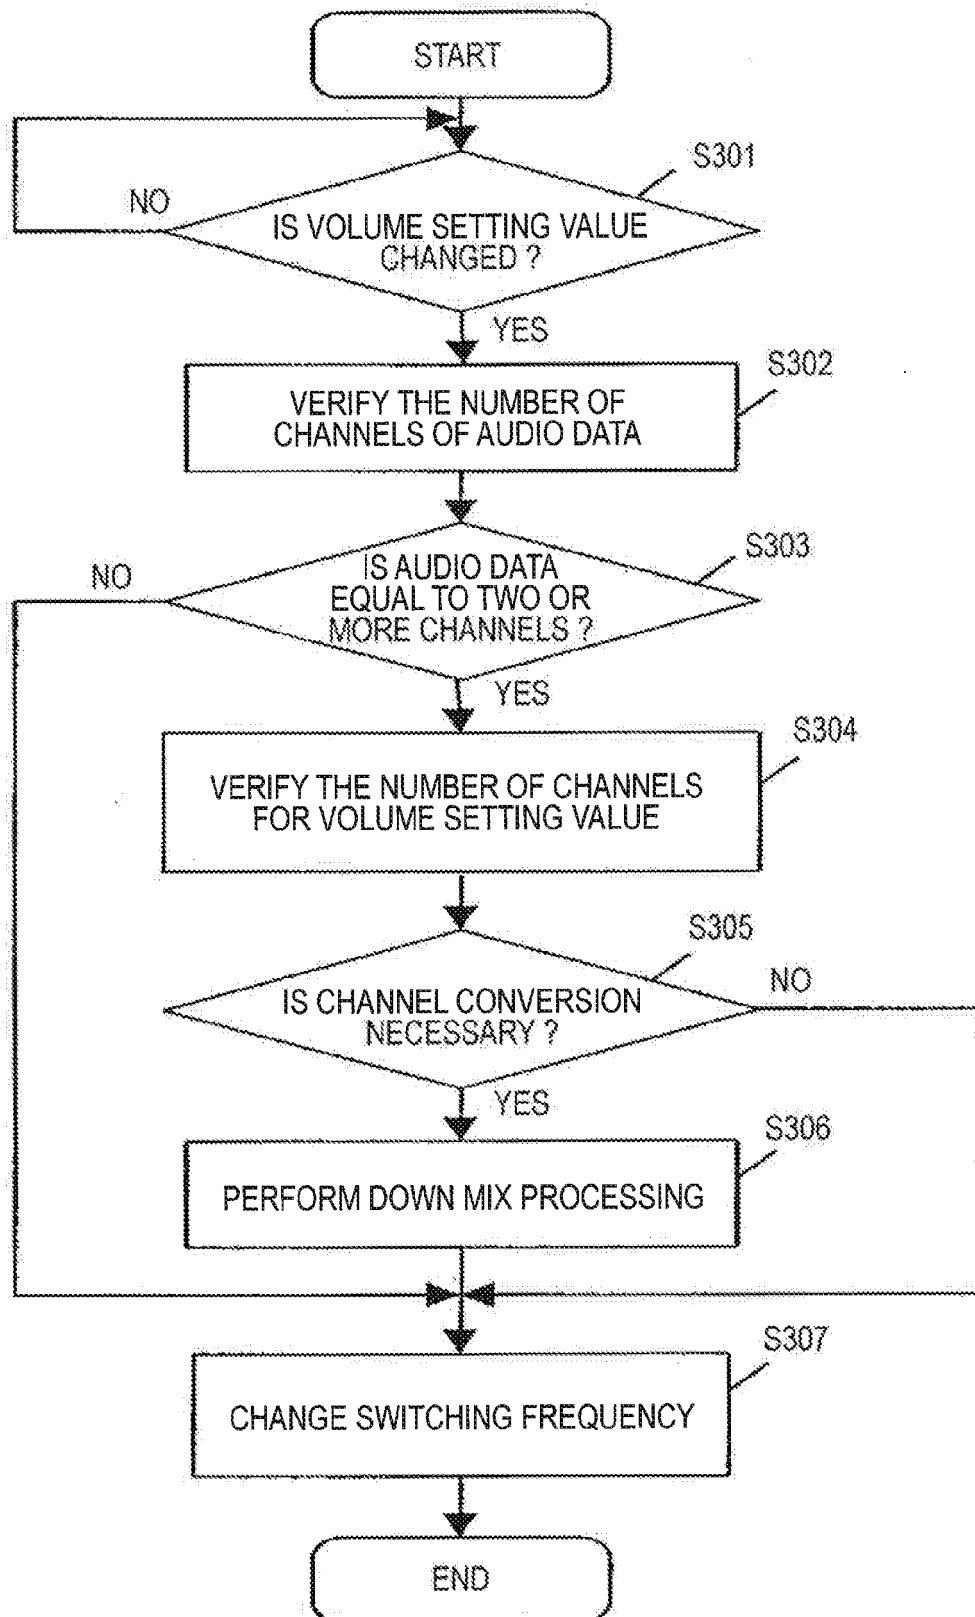 START
S301
NO
IS VOLUME SETTING VALUE
CHANGED ?
YES
S302
VERIFY THE NUMBER OF
CHANNELS OF AUDIO DATA
S303
NO
IS AUDIO DATA
EQUAL TO TWO OR
MORE CHANNELS ?
YES
S304
VERIFY THE NUMBER OF CHANNELS
FOR VOLUME SETTING VALUE
S305
NO
IS CHANNEL CONVERSION
NECESSARY ?
YES
S306
PERFORM DOWN MIX PROCESSING
S307
CHANGE SWITCHING FREQUENCY
END